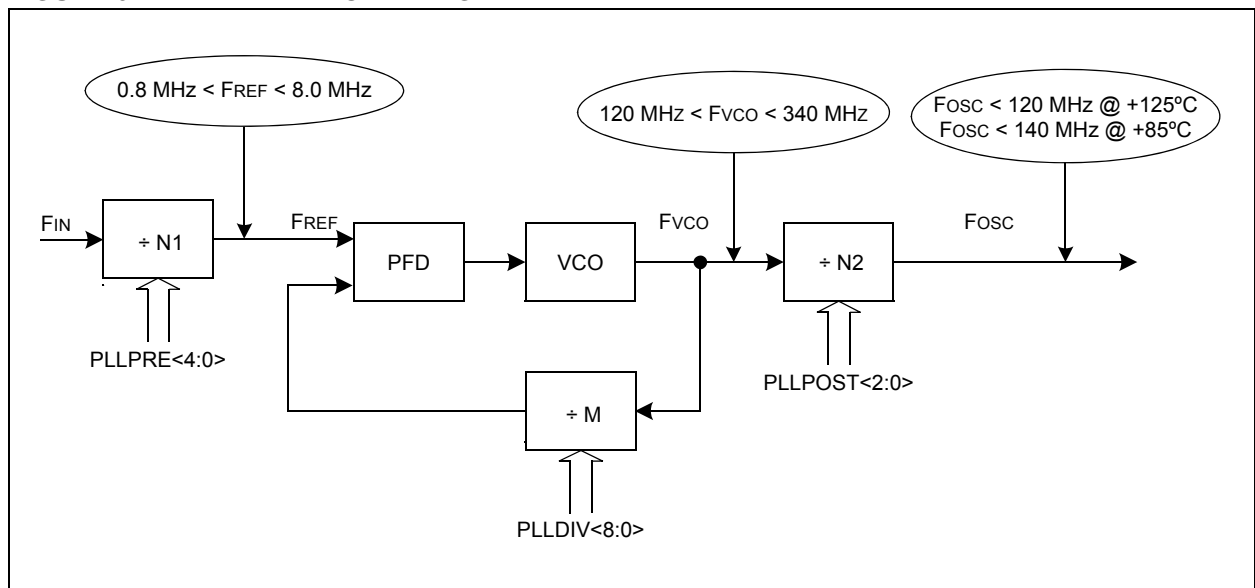 0.8 MHz < FREF < 8.0 MHz
120 MHZ < FVCO < 340 MHZ
FOSC < 120 MHz @ +125ºC
FOSC < 140 MHz @ +85ºC
FIN
÷ N1
FREF
PFD
VCO
FVCO
÷ N2
FOSC
PLLPRE<4:0>
PLLPOST<2:0>
÷ M
PLLDIV<8:0>